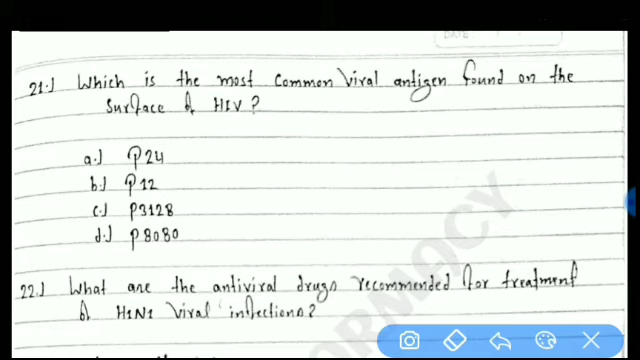 DATE
21.] Which is the most common viral antigen found on the
surface of HIV?
a.] P24
b.] P12
c.] P3128
d.] P8080
22.] What are the antiviral drugs recommended for treatment
of H1N1 viral infections?